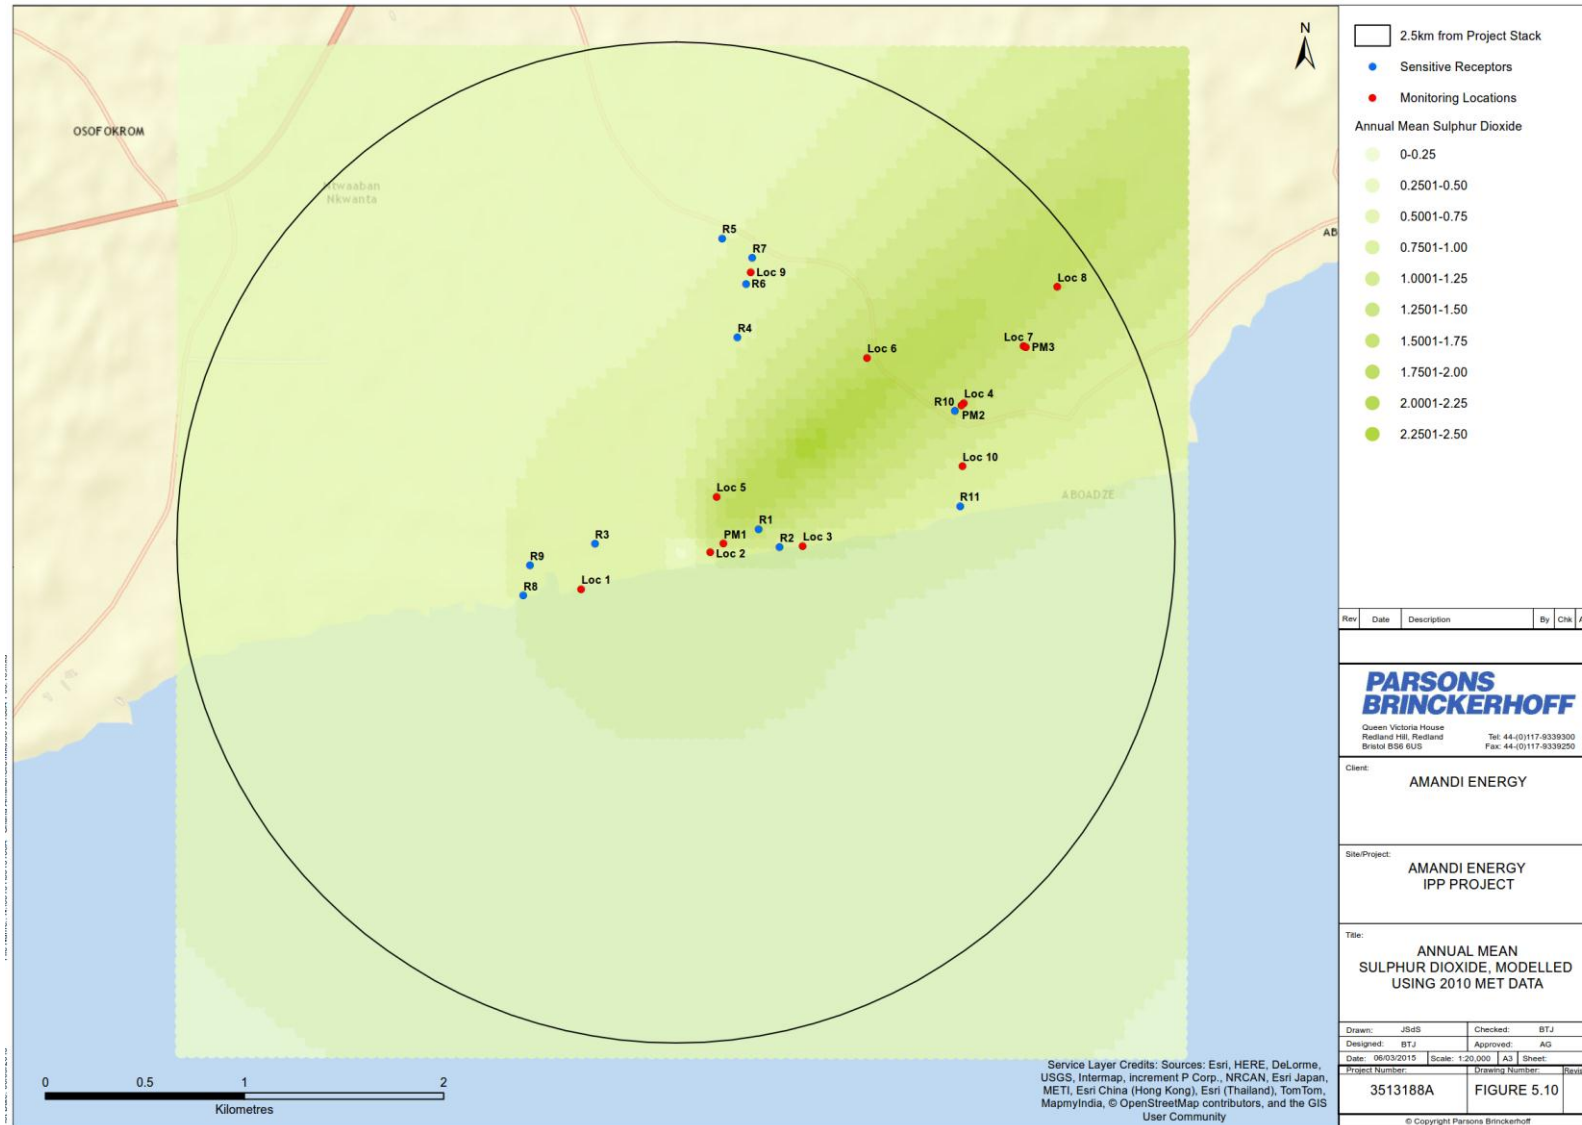 OSOFOKROM
Ntwaaban
Nkwanta
N
R5
R7
Loc 9
R6
R4
Loc 8
Loc 7
PM3
Loc 6
Loc 4
R10
PM2
Loc 10
R11
ABOADZE
Loc 5
R1
PM1
R2
Loc 3
Loc 2
R3
R9
R8
Loc 1
AB
0 0.5 1 2
Kilometres
Service Layer Credits: Sources: Esri, HERE, DeLorme,
USGS, Intermap, increment P Corp., NRCAN, Esri Japan,
METI, Esri China (Hong Kong), Esri (Thailand), TomTom,
MapmyIndia, © OpenStreetMap contributors, and the GIS
User Community
2.5km from Project Stack
Sensitive Receptors
Monitoring Locations
Annual Mean Sulphur Dioxide
0-0.25
0.2501-0.50
0.5001-0.75
0.7501-1.00
1.0001-1.25
1.2501-1.50
1.5001-1.75
1.7501-2.00
2.0001-2.25
2.2501-2.50
Rev Date Description By Chk A
PARSONS
BRINCKERHOFF
Queen Victoria House
Redland Hill, Redland Tel: 44-(0)117-9339300
Bristol BS6 6US Fax: 44-(0)117-9339250
Client:
AMANDI ENERGY
Site/Project:
AMANDI ENERGY
IPP PROJECT
Title:
ANNUAL MEAN
SULPHUR DIOXIDE, MODELLED
USING 2010 MET DATA
Drawn: JSdS Checked: BTJ
Designed: BTJ Approved: AG
Date: 06/03/2015 Scale: 1:20,000 A3 Sheet:
Project Number: Drawing Number: Revis
3513188A FIGURE 5.10
© Copyright Parsons Brinckerhoff